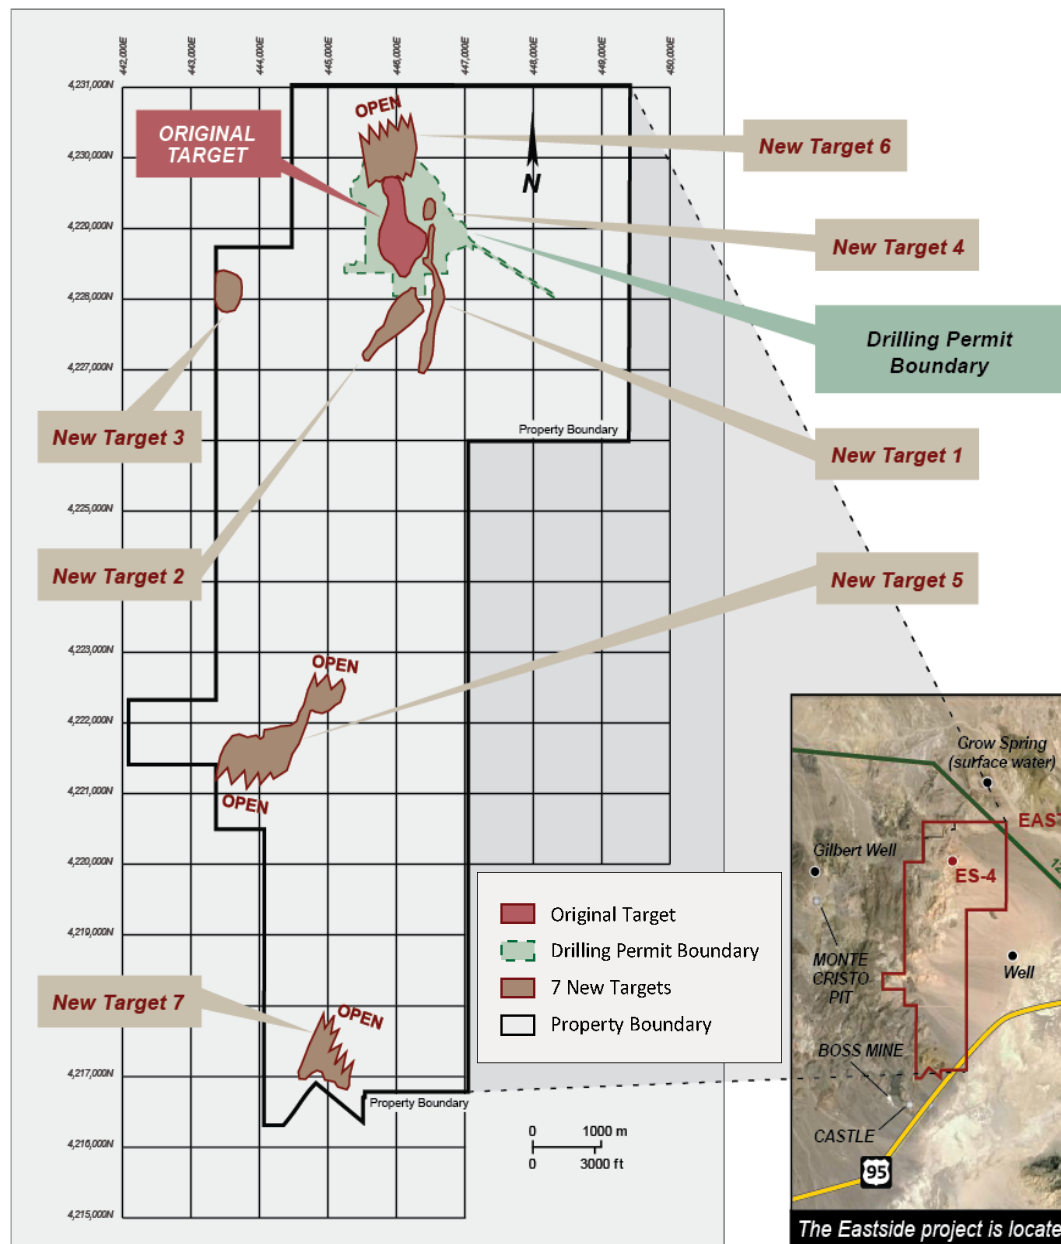 442,000E
443,000E
444,000E
445,000E
446,000E
447,000E
448,000E
449,000E
450,000E
4,231,000N
OPEN
ORIGINAL
TARGET
New Target 6
4,230,000N
N
4,229,000N
New Target 4
4,228,000N
Drilling Permit
Boundary
4,227,000N
New Target 3
Property Boundary
New Target 1
4,225,000N
New Target 2
New Target 5
4,223,000N
OPEN
4,222,000N
4,221,000N
OPEN
Grow Spring
(surface water)
EAST
4,220,000N
Gilbert Well
ES-4
12
Original Target
4,219,000N
Drilling Permit Boundary
MONTE
CRISTO
PIT
Well
7 New Targets
New Target 7
OPEN
Property Boundary
BOSS MINE
4,217,000N
Property Boundary
CASTLE
0 1000 m
0 3000 ft
4,216,000N
95
4,215,000N
The Eastside project is locate